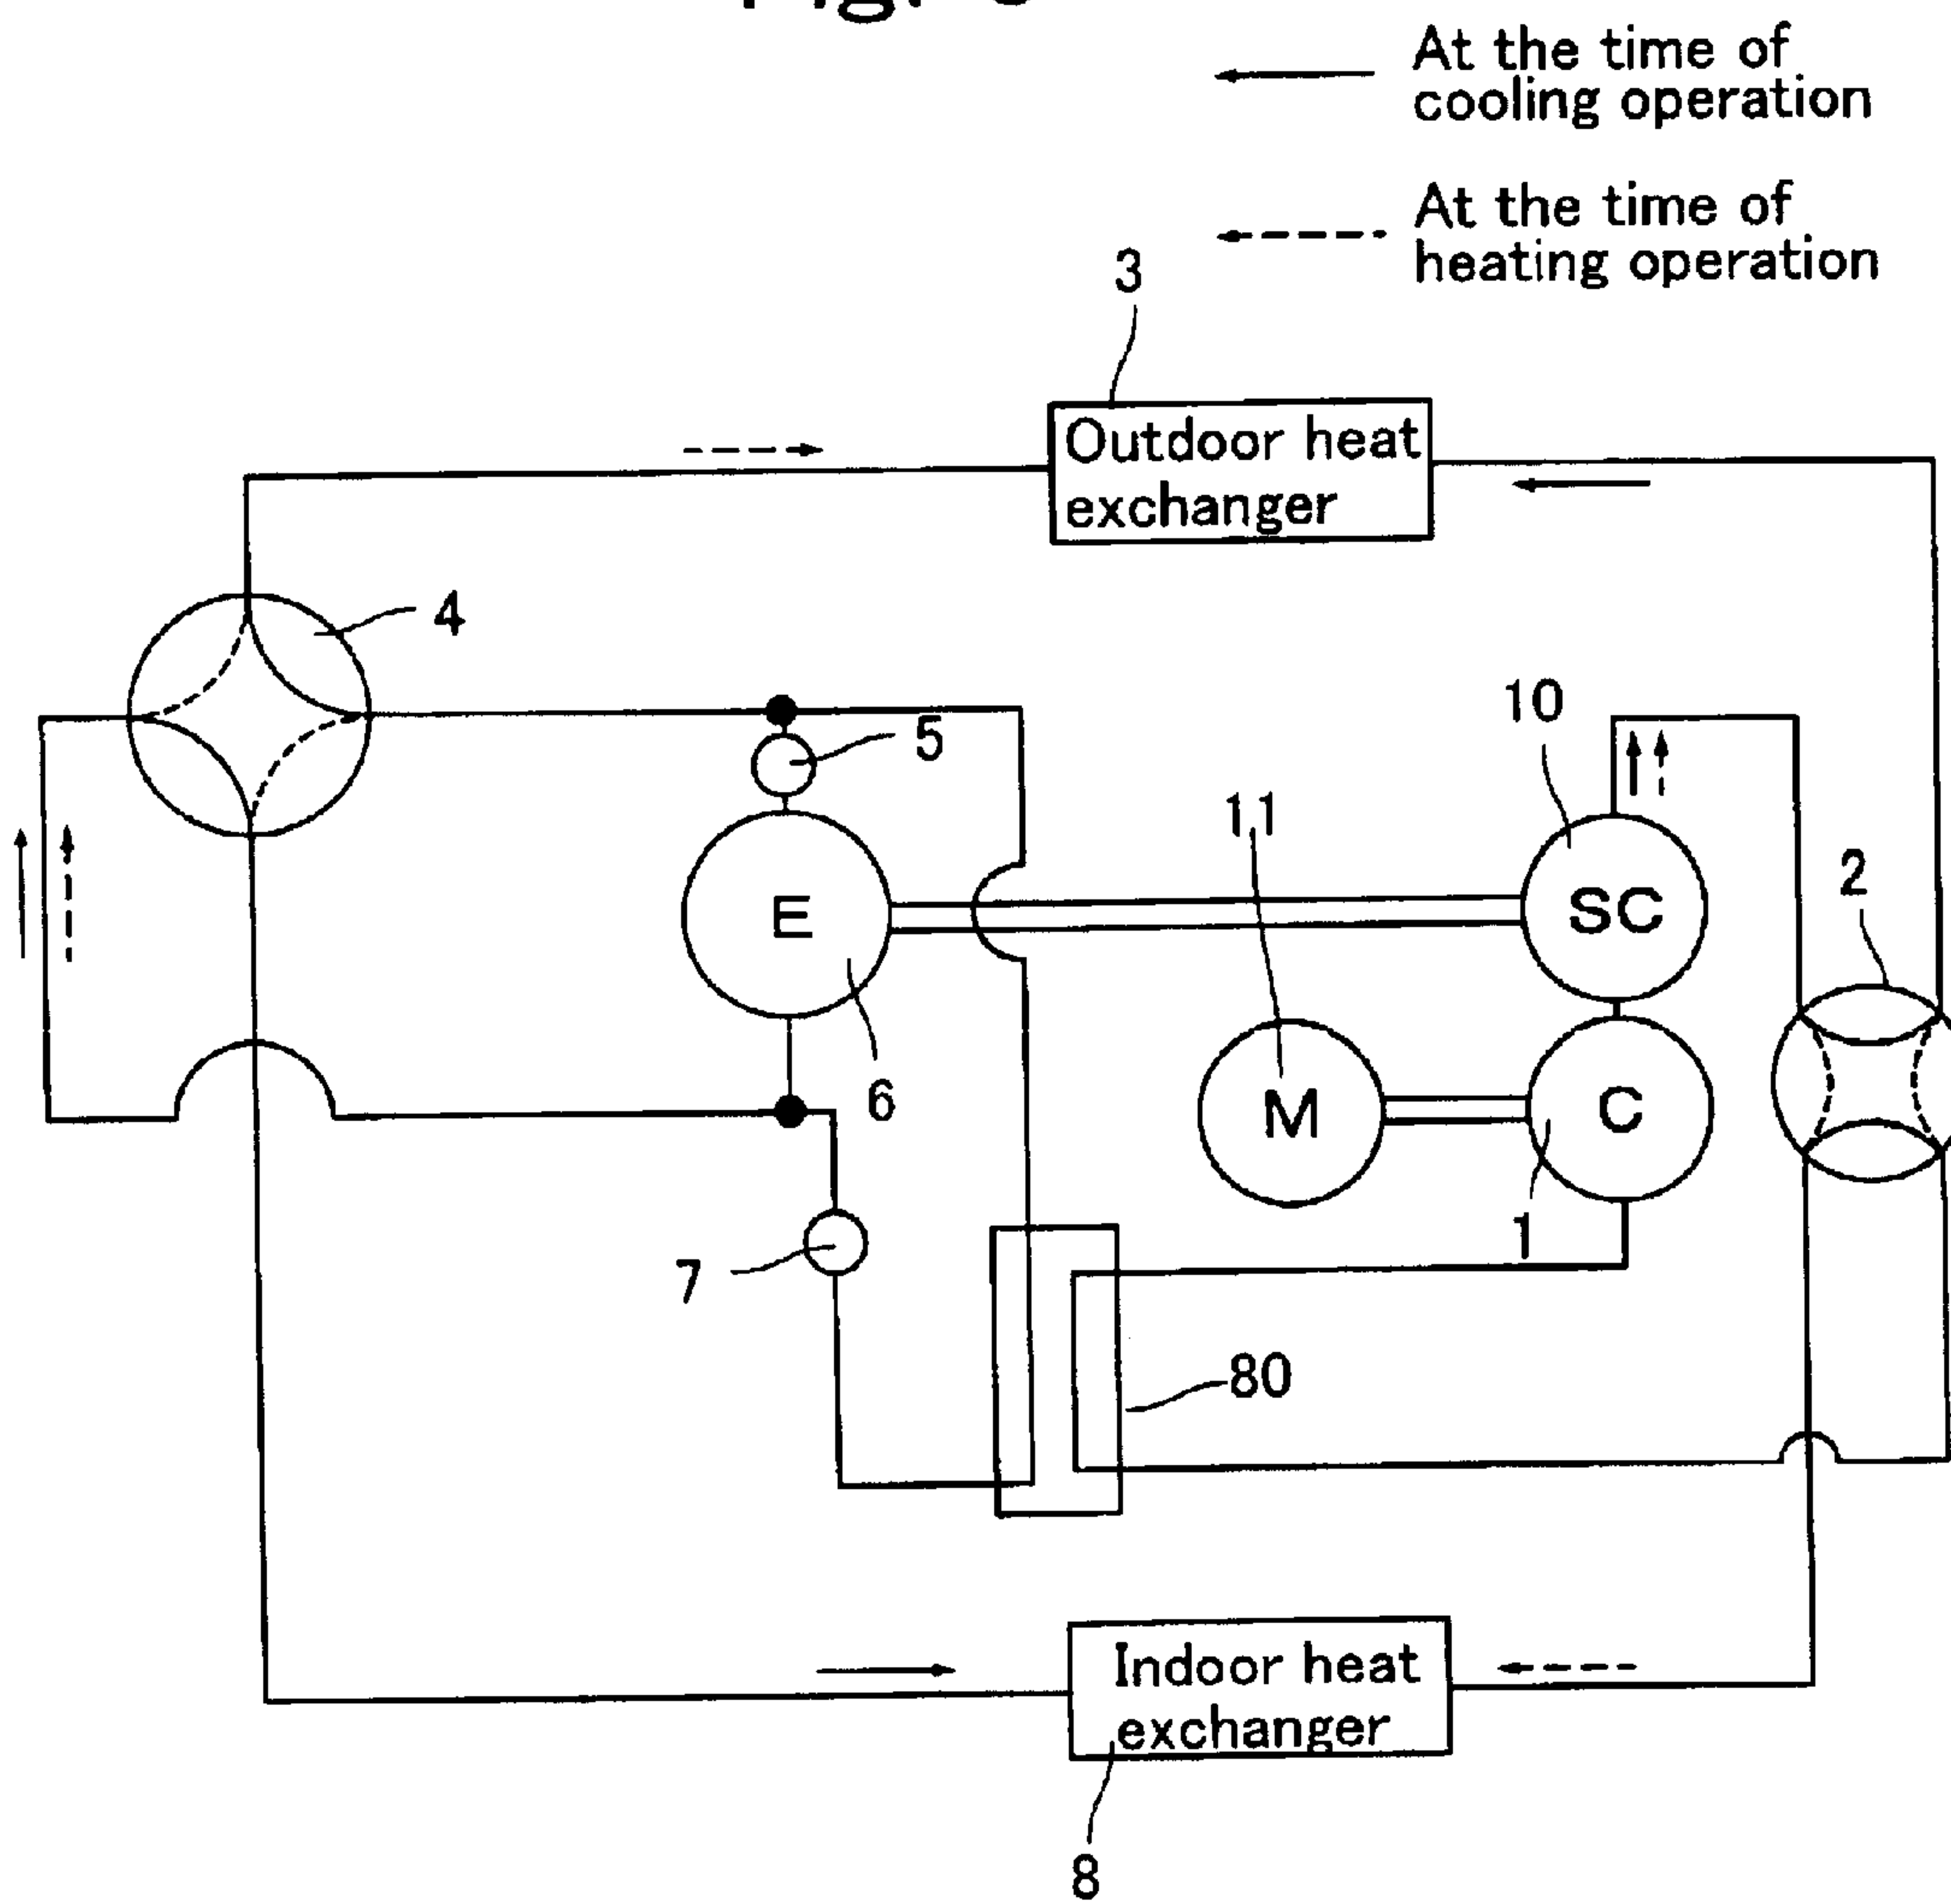 At the time of
cooling operation
At the time of
heating operation
3
Outdoor heat
exchanger
4
5
10
11
2
E
SC
6
M
C
1
7
80
Indoor heat
exchanger
8